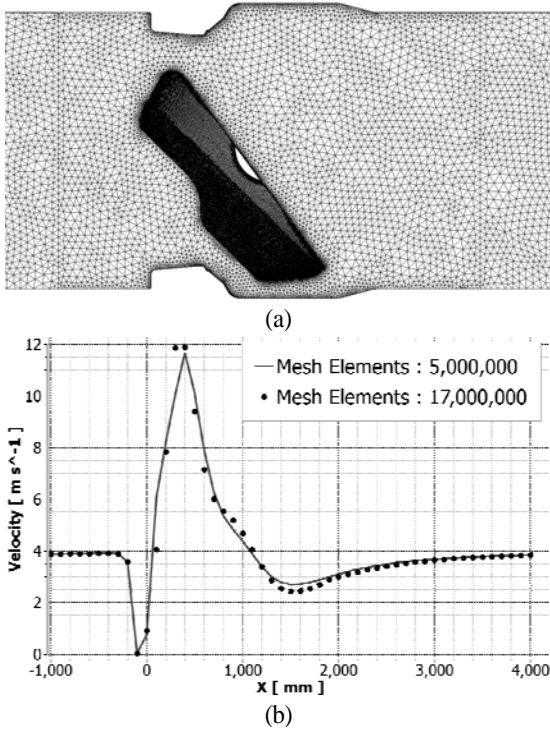 (a)
12
10
8
6
4
2
0
Velocity [ m s^-1 ]
Mesh Elements : 5,000,000
Mesh Elements : 17,000,000
-1,000 0 1,000 2,000 3,000 4,000
X [ mm ]
(b)